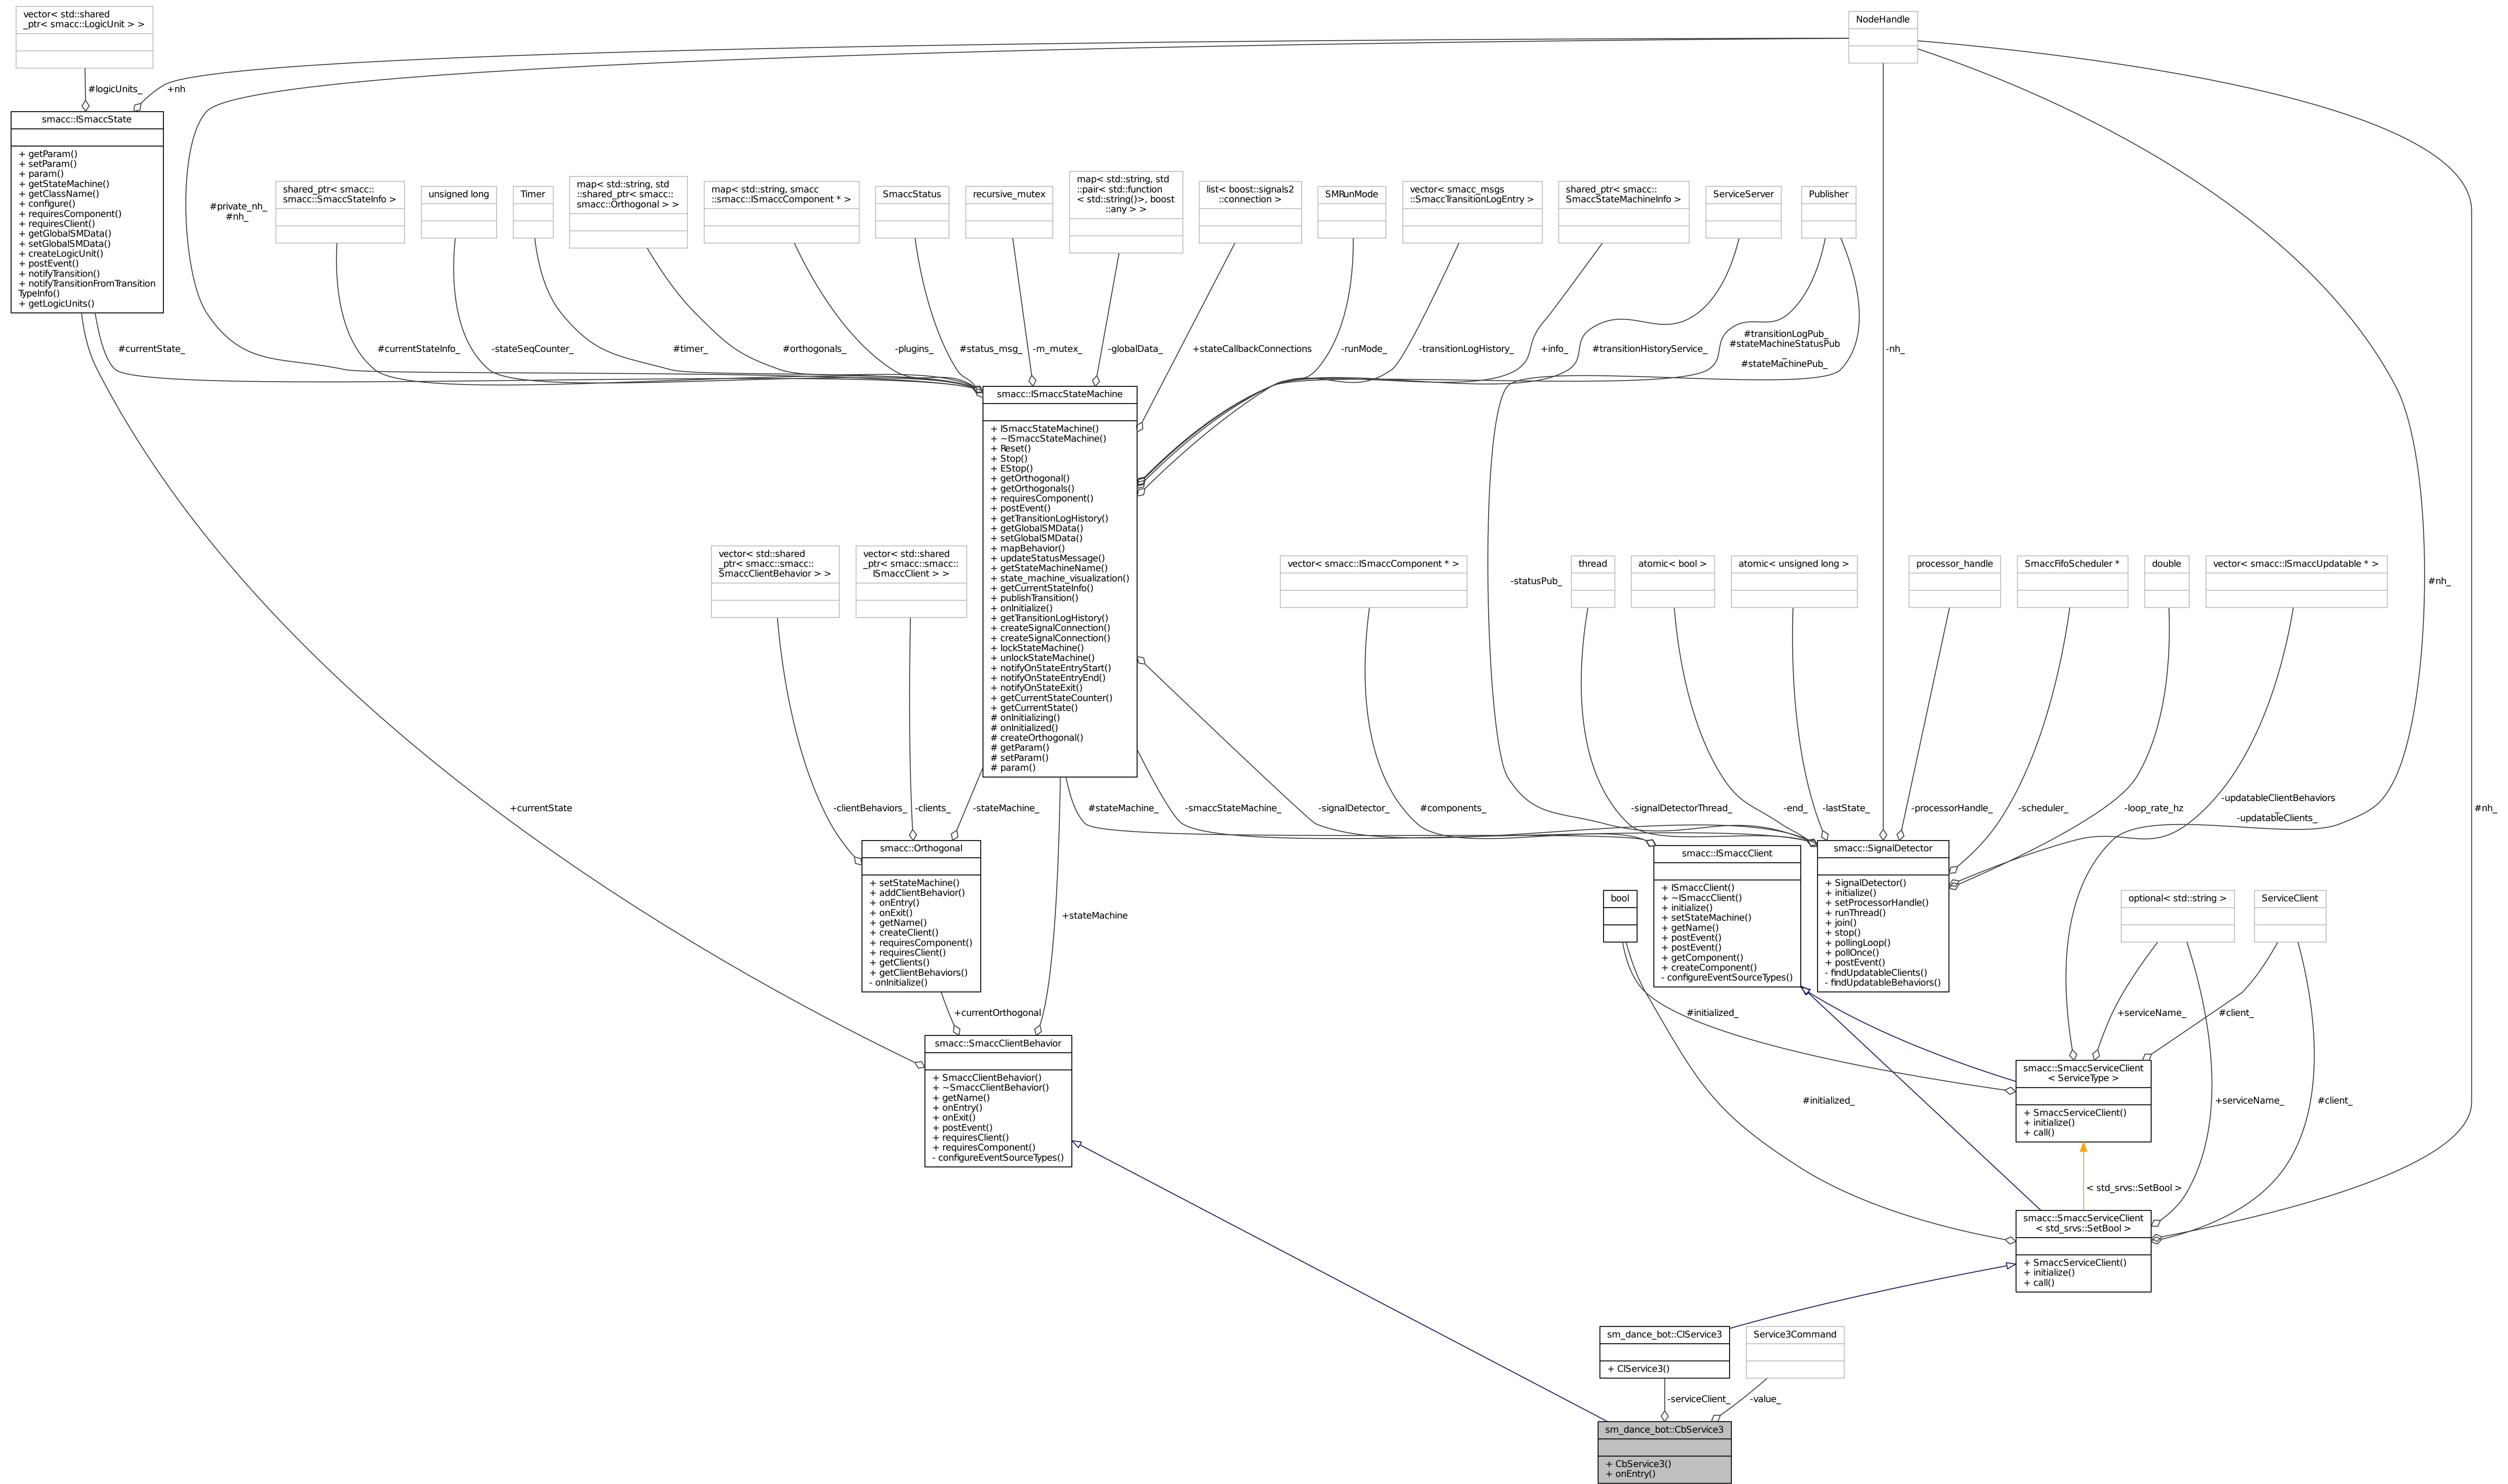 vector< std::shared
_ptr< smacc::LogicUnit > >
NodeHandle
#logicUnits_
+nh
smacc::ISmaccState
+ getParam()
+ setParam()
+ param()
+ getStateMachine()
+ getClassName()
+ configure()
+ requiresComponent()
+ requiresClient()
+ getGlobalSMData()
+ setGlobalSMData()
+ createLogicUnit()
+ postEvent()
+ notifyTransition()
+ notifyTransitionFromTransition
TypeInfo()
+ getLogicUnits()
#private_nh_
#nh_
shared_ptr< smacc::
smacc::SmaccStateInfo >
unsigned long
Timer
map< std::string, std
::shared_ptr< smacc::
smacc::Orthogonal > >
map< std::string, smacc
::smacc::ISmaccComponent * >
SmaccStatus
recursive_mutex
map< std::string, std
::pair< std::function
< std::string()>, boost
::any > >
list< boost::signals2
::connection >
SMRunMode
vector< smacc_msgs
::SmaccTransitionLogEntry >
shared_ptr< smacc::
SmaccStateMachineInfo >
ServiceServer
Publisher
#currentState_
#currentStateInfo_
-stateSeqCounter_
#timer_
#orthogonals_
-plugins_
#status_msg_
-m_mutex_
-globalData_
+stateCallbackConnections
-runMode_
-transitionLogHistory_
+info_
#transitionHistoryService_
#transitionLogPub_
#stateMachineStatusPub
_
#stateMachinePub_
-nh_
smacc::ISmaccStateMachine
+ ISmaccStateMachine()
+ ~ISmaccStateMachine()
+ Reset()
+ Stop()
+ EStop()
+ getOrthogonal()
+ getOrthogonals()
+ requiresComponent()
+ postEvent()
+ getTransitionLogHistory()
+ getGlobalSMData()
+ setGlobalSMData()
+ mapBehavior()
+ updateStatusMessage()
+ getStateMachineName()
+ state_machine_visualization()
+ getCurrentStateInfo()
+ publishTransition()
+ onInitialize()
+ getTransitionLogHistory()
+ createSignalConnection()
+ createSignalConnection()
+ lockStateMachine()
+ unlockStateMachine()
+ notifyOnStateEntryStart()
+ notifyOnStateEntryEnd()
+ notifyOnStateExit()
+ getCurrentStateCounter()
+ getCurrentState()
# onInitializing()
# onInitialized()
# createOrthogonal()
# getParam()
# setParam()
# param()
vector< std::shared
_ptr< smacc::smacc::
SmaccClientBehavior > >
vector< std::shared
_ptr< smacc::smacc::
ISmaccClient > >
vector< smacc::ISmaccComponent * >
-statusPub_
thread
atomic< bool >
atomic< unsigned long >
processor_handle
SmaccFifoScheduler *
double
vector< smacc::ISmaccUpdatable * >
#nh_
+currentState
-clientBehaviors_
-clients_
-stateMachine_
#stateMachine_
-smaccStateMachine_
-signalDetector_
#components_
-signalDetectorThread_
-end_
-lastState_
-processorHandle_
-scheduler_
-loop_rate_hz
-updatableClientBehaviors
_
-updatableClients_
#nh_
smacc::Orthogonal
+ setStateMachine()
+ addClientBehavior()
+ onEntry()
+ onExit()
+ getName()
+ createClient()
+ requiresComponent()
+ requiresClient()
+ getClients()
+ getClientBehaviors()
- onInitialize()
+stateMachine
bool
smacc::ISmaccClient
+ ISmaccClient()
+ ~ISmaccClient()
+ initialize()
+ setStateMachine()
+ getName()
+ postEvent()
+ postEvent()
+ getComponent()
+ createComponent()
- configureEventSourceTypes()
smacc::SignalDetector
+ SignalDetector()
+ initialize()
+ setProcessorHandle()
+ runThread()
+ join()
+ stop()
+ pollingLoop()
+ pollOnce()
+ postEvent()
- findUpdatableClients()
- findUpdatableBehaviors()
optional< std::string >
ServiceClient
+currentOrthogonal
#initialized_
+serviceName_
#client_
smacc::SmaccClientBehavior
+ SmaccClientBehavior()
+ ~SmaccClientBehavior()
+ getName()
+ onEntry()
+ onExit()
+ postEvent()
+ requiresClient()
+ requiresComponent()
- configureEventSourceTypes()
smacc::SmaccServiceClient
< ServiceType >
+ SmaccServiceClient()
+ initialize()
+ call()
#initialized_
+serviceName_
#client_
< std_srvs::SetBool >
smacc::SmaccServiceClient
< std_srvs::SetBool >
+ SmaccServiceClient()
+ initialize()
+ call()
sm_dance_bot::ClService3
+ ClService3()
Service3Command
-serviceClient_
-value_
sm_dance_bot::CbService3
+ CbService3()
+ onEntry()